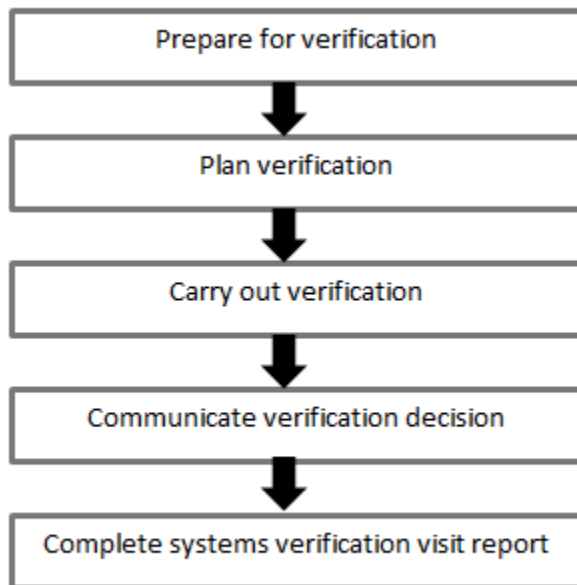 Prepare for verification
Plan verification
Carry out verification
Communicate verification decision
Complete systems verification visit report